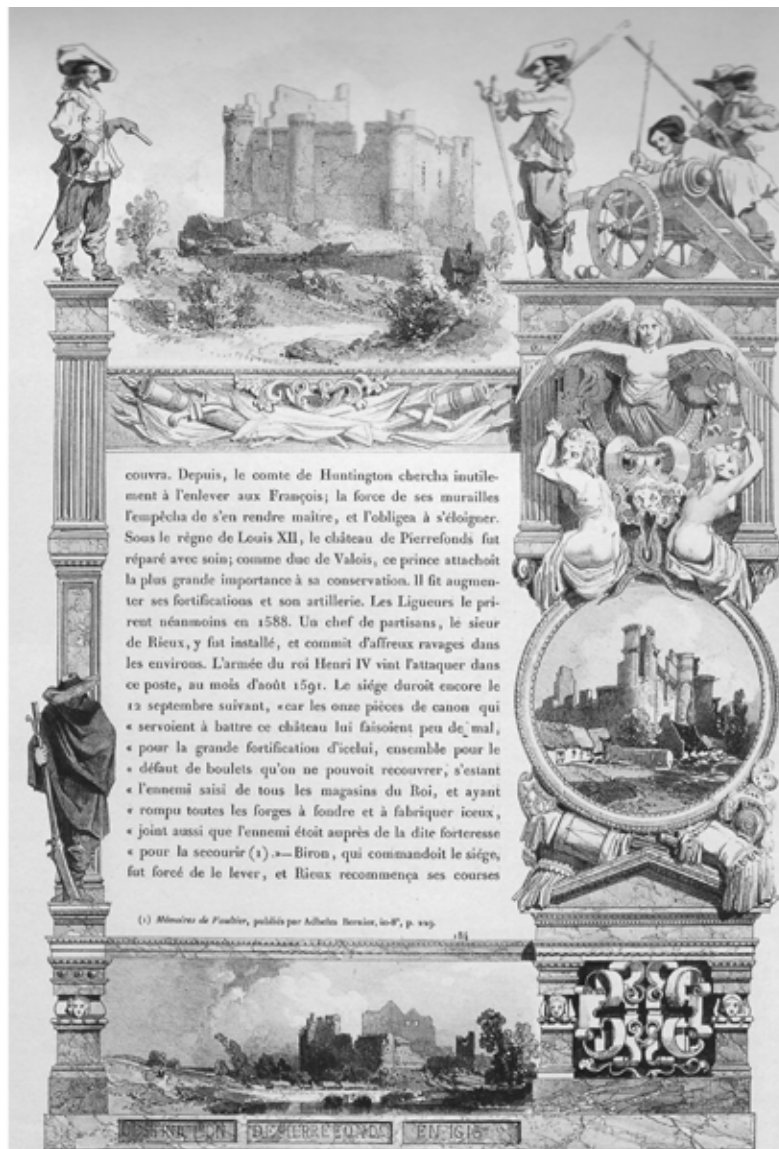 couvra. Depuis, le comte de Huntington chercha inutile-
ment à l'enlever aux François; la force de ses murailles
l'empêcha de s'en rendre maître, et l'obligea à s'éloigner.
Sous le règne de Louis XII, le château de Pierrefonds fut
réparé avec soin; comme duc de Valois, ce prince attachoit
la plus grande importance à sa conservation. Il fit augmen-
ter ses fortifications et son artillerie. Les Ligueurs le pri-
rent néanmoins en 1588. Un chef de partisans, le sieur
de Rieux, y fut installé, et commit d'affreux ravages dans
les environs. L'armée du roi Henri IV vint l'attaquer dans
ce poste, au mois d'août 1591. Le siége duroit encore le
12 septembre suivant, «car les onze pièces de canon qui
« servoient à battre ce château lui faisoient peu de mal,
« pour la grande fortification d'icelui, ensemble pour le
« défaut de boulets qu'on ne pouvoit recouvrer, s'estant
« l'ennemi saisi de tous les magasins du Roi, et ayant
« rompu toutes les forges à fondre et à fabriquer iceux,
« joint aussi que l'ennemi étoit auprès de la dite forteresse
« pour la secourir (1).»—Biron, qui commandoit le siége,
fut forcé de le lever, et Rieux recommença ses courses
(1) Mémoires de Vaultier, publiés par Adhelm Bernier, in-8°, p. 229.
184
DE PIERREFONDS EN 1618